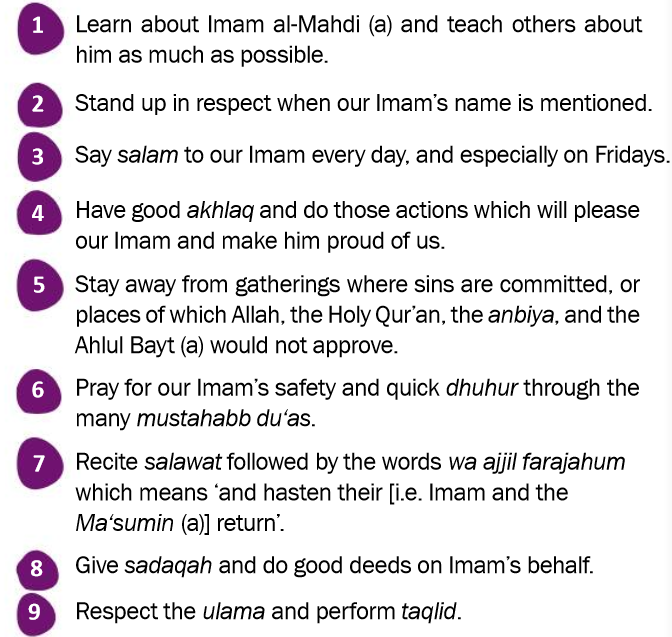 1 Learn about Imam al-Mahdi (a) and teach others about
him as much as possible.
2 Stand up in respect when our Imam's name is mentioned.
3 Say salam to our Imam every day, and especially on Fridays.
4 Have good akhlaq and do those actions which will please
our Imam and make him proud of us.
5 Stay away from gatherings where sins are committed, or
places of which Allah, the Holy Qur'an, the anbiya, and the
Ahlul Bayt (a) would not approve.
6 Pray for our Imam's safety and quick dhuhur through the
many mustahabb du‘as.
7 Recite salawat followed by the words wa ajjil farajahum
which means ‘and hasten their [i.e. Imam and the
Ma‘sumin (a)] return’.
8 Give sadaqah and do good deeds on Imam's behalf.
9 Respect the ulama and perform taqlid.